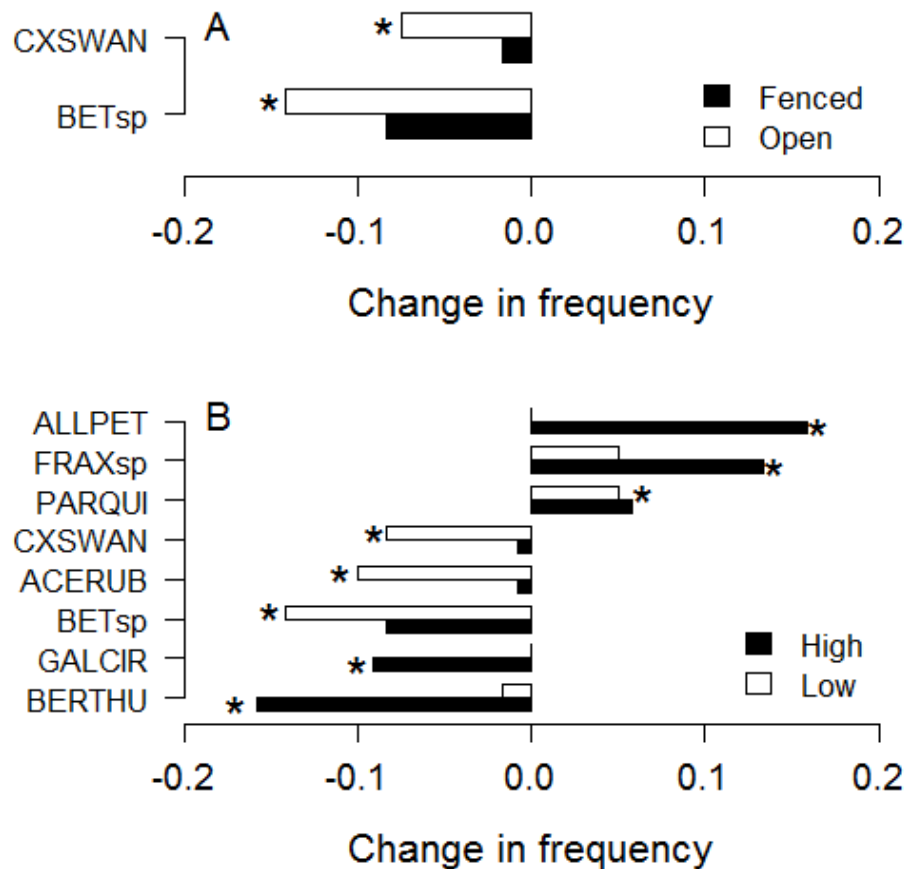 A
CXSWAN
*
BETsp
*
Fenced
Open
-0.2 -0.1 0.0 0.1 0.2
Change in frequency
B
ALLPET
*
FRAXsp
*
PARQUI
*
CXSWAN
*
ACERUB
*
BETsp
*
GALCIR
*
BERTHU
*
High
Low
-0.2 -0.1 0.0 0.1 0.2
Change in frequency